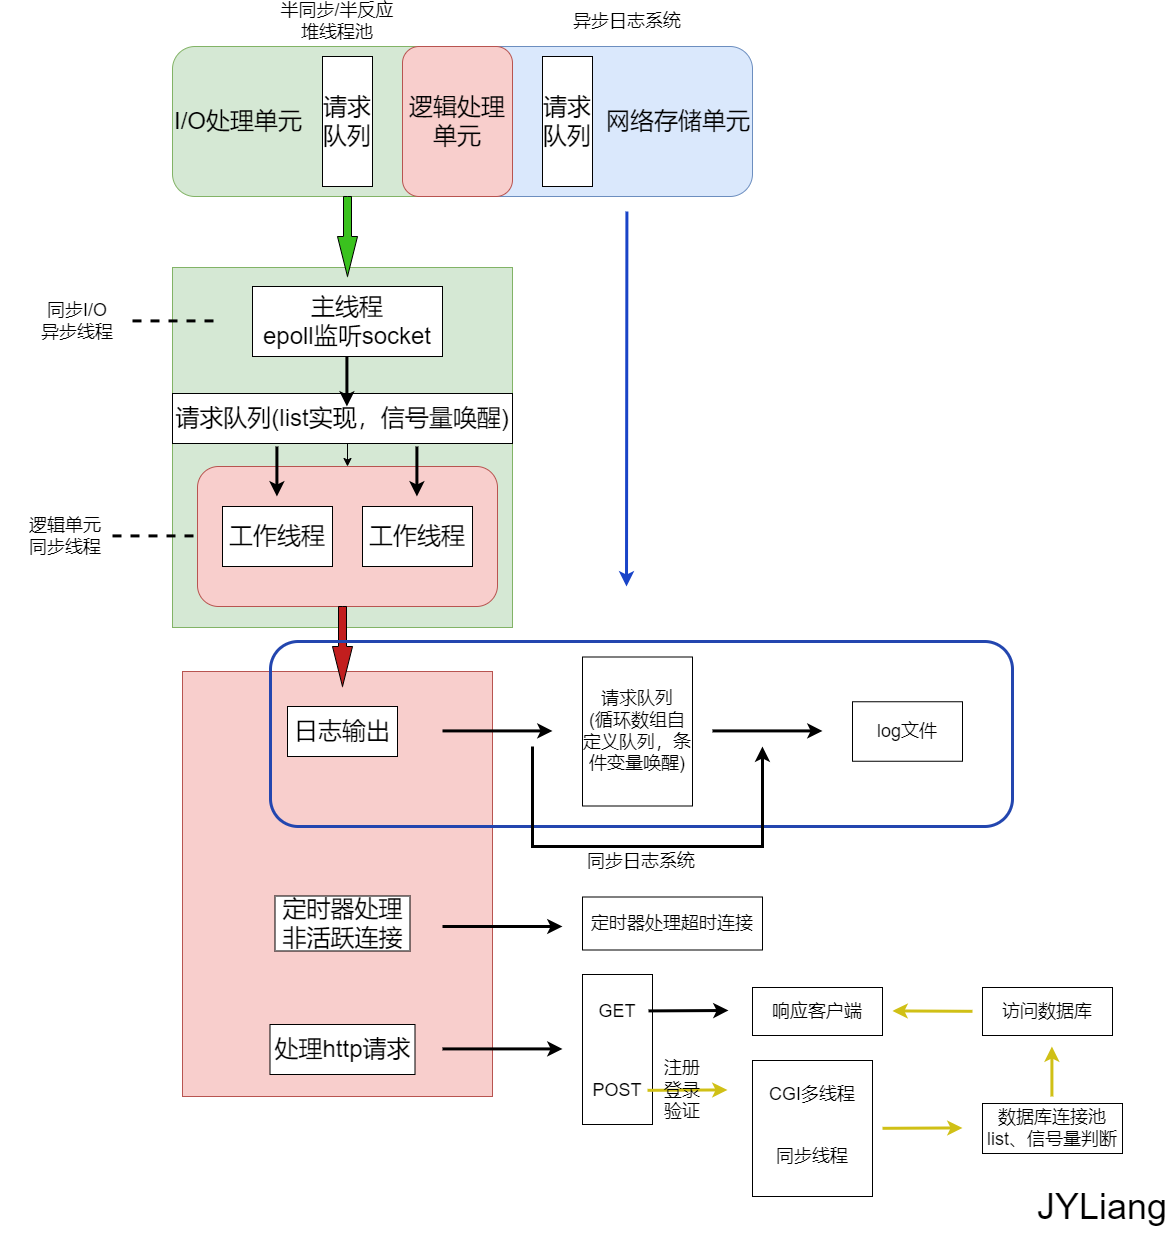 半同步/半反应
堆线程池
异步日志系统
I/O处理单元
请求
队列
逻辑处理
单元
请求
队列
网络存储单元
同步I/O
异步线程
主线程
epoll监听socket
请求队列(list实现，信号量唤醒)
逻辑单元
同步线程
工作线程
工作线程
日志输出
请求队列
(循环数组自
定义队列，条
件变量唤醒)
log文件
同步日志系统
定时器处理
非活跃连接
定时器处理超时连接
处理http请求
GET
POST
注册
登录
验证
响应客户端
访问数据库
CGI多线程
同步线程
数据库连接池
list、信号量判断
JYLiang